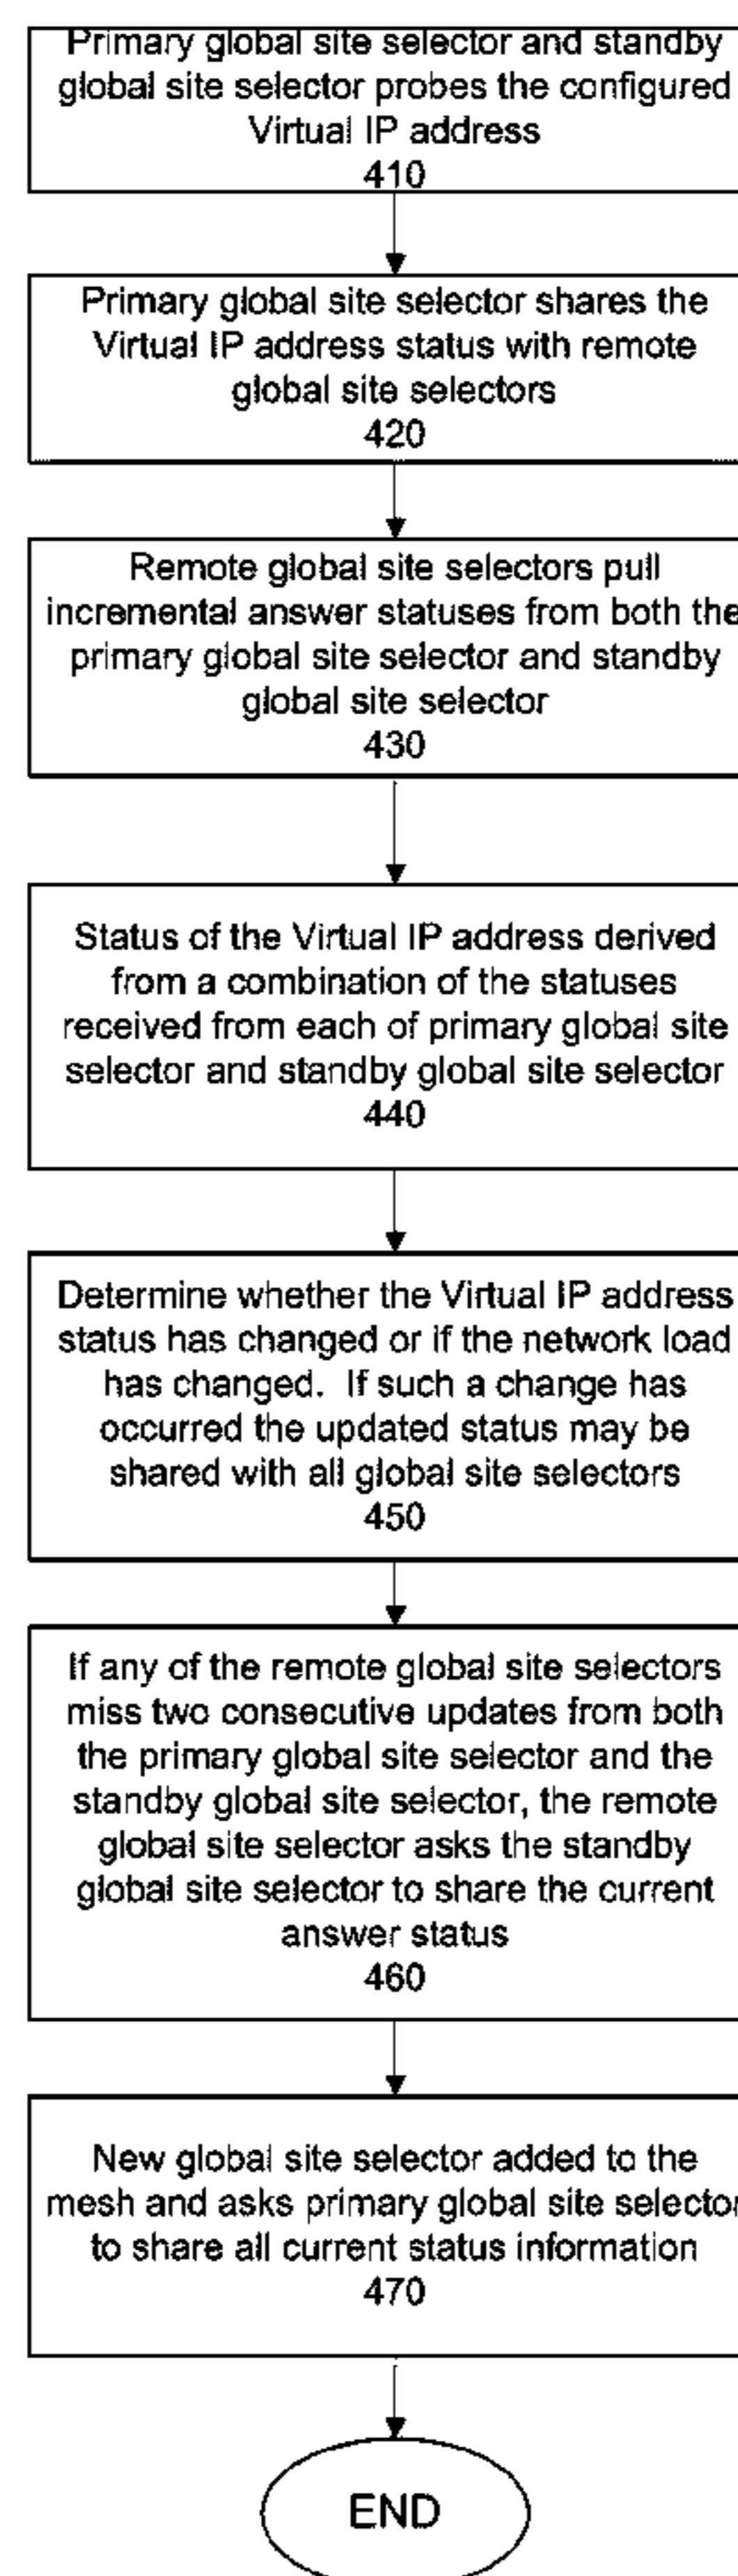 Primary global site selector and standby
global site selector probes the configured
Virtual IP address
410
Primary global site selector shares the
Virtual IP address status with remote
global site selectors
420
Remote global site selectors pull
incremental answer statuses from both the
primary global site selector and standby
global site selector
430
Status of the Virtual IP address derived
from a combination of the statuses
received from each of primary global site
selector and standby global site selector
440
Determine whether the Virtual IP address
status has changed or if the network load
has changed. If such a change has
occurred the updated status may be
shared with all global site selectors
450
If any of the remote global site selectors
miss two consecutive updates from both
the primary global site selector and the
standby global site selector, the remote
global site selector asks the standby
global site selector to share the current
answer status
460
New global site selector added to the
mesh and asks primary global site selector
to share all current status information
470
END